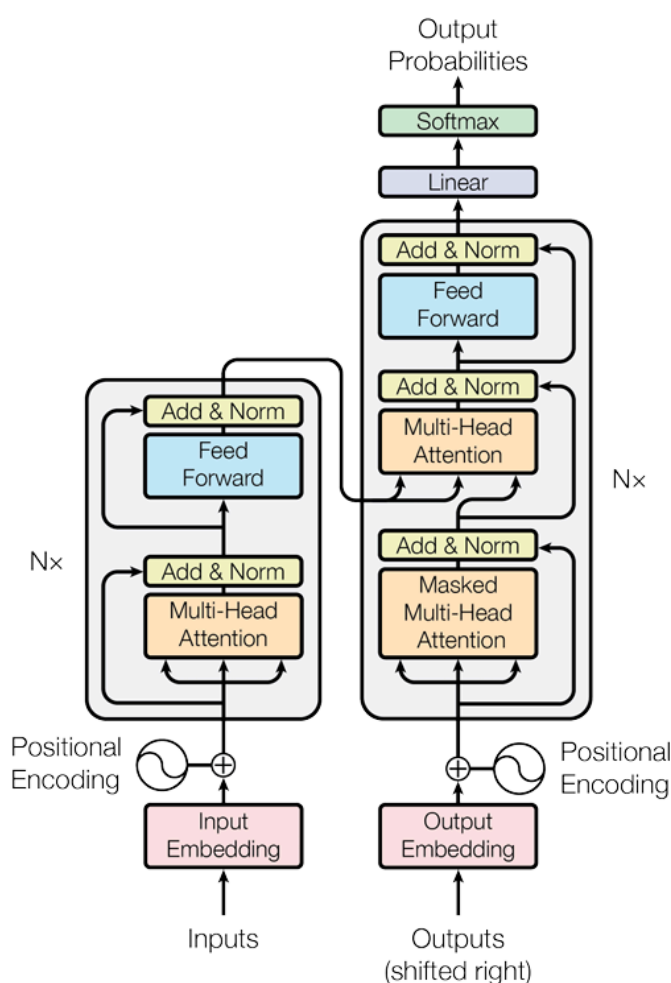 Output
Probabilities
Softmax
Linear
Add & Norm
Feed
Forward
Add & Norm
Multi-Head
Attention
Add & Norm
Masked
Multi-Head
Attention
Nx
Add & Norm
Feed
Forward
Add & Norm
Multi-Head
Attention
Nx
Positional
Encoding
Positional
Encoding
Input
Embedding
Output
Embedding
Inputs
Outputs
(shifted right)